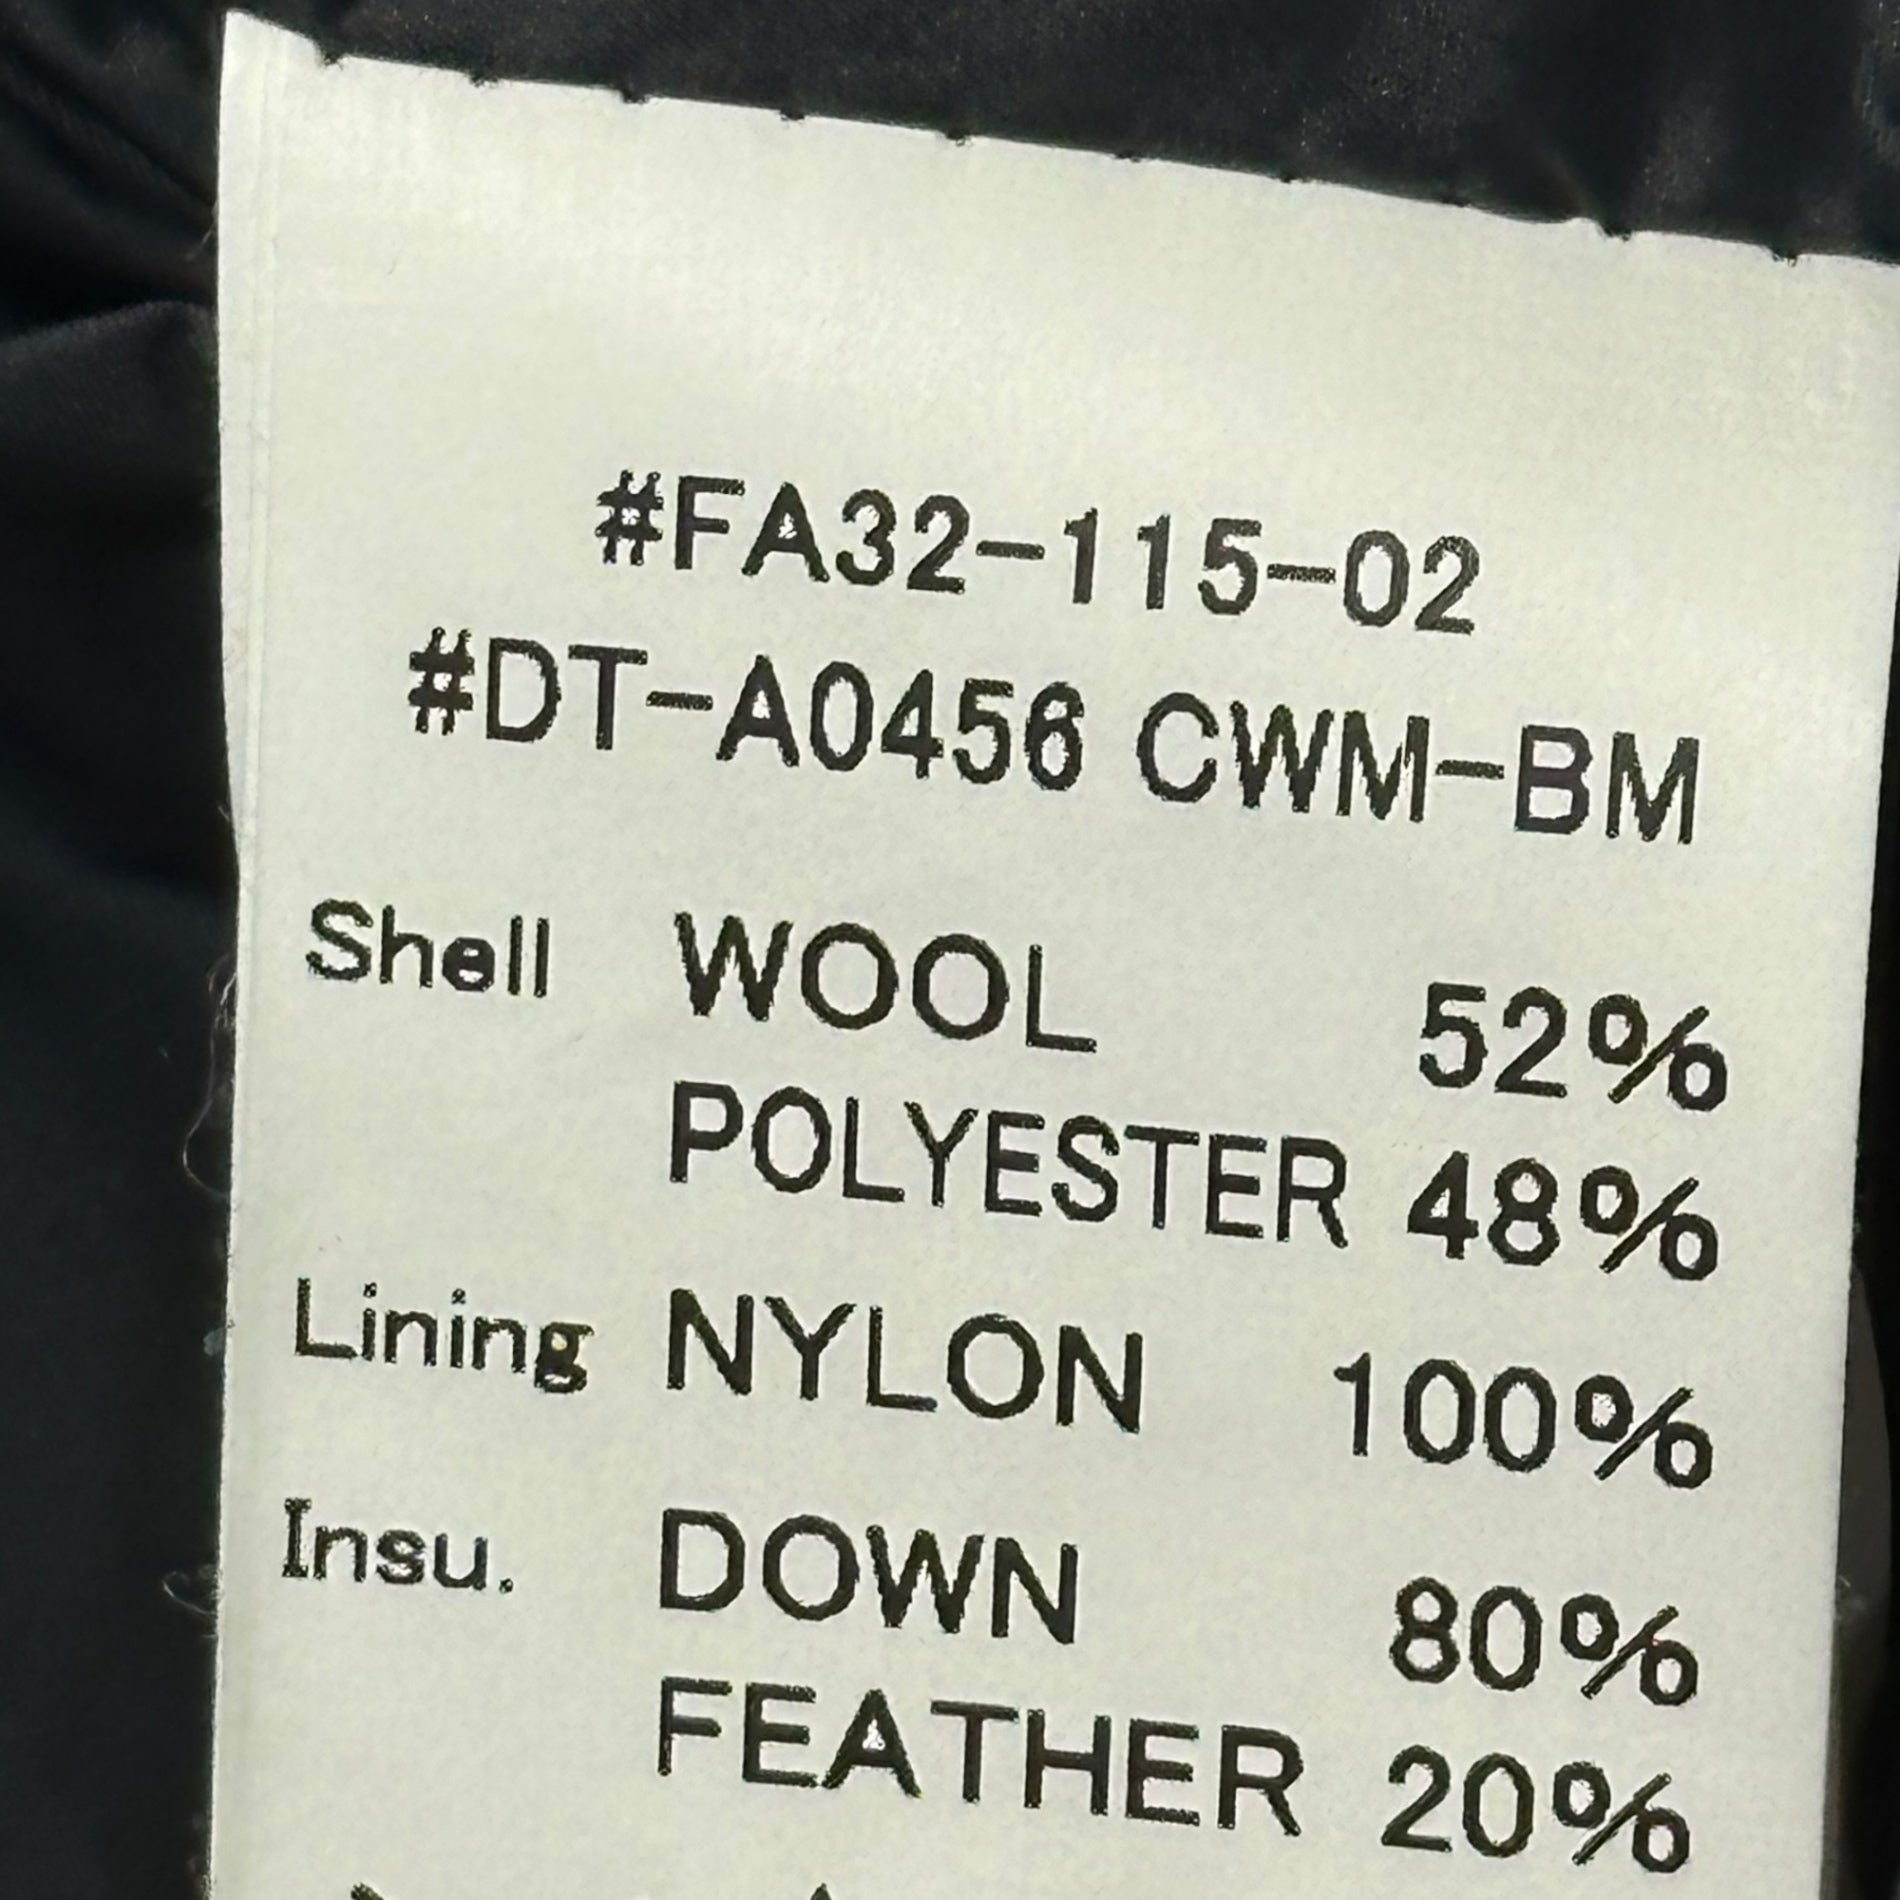 #FA32-115-02
#DT-A0456 CWM-BM
Shell WOOL 52%
POLYESTER 48%
Lining NYLON 100%
Insu. DOWN 80%
FEATHER 20%